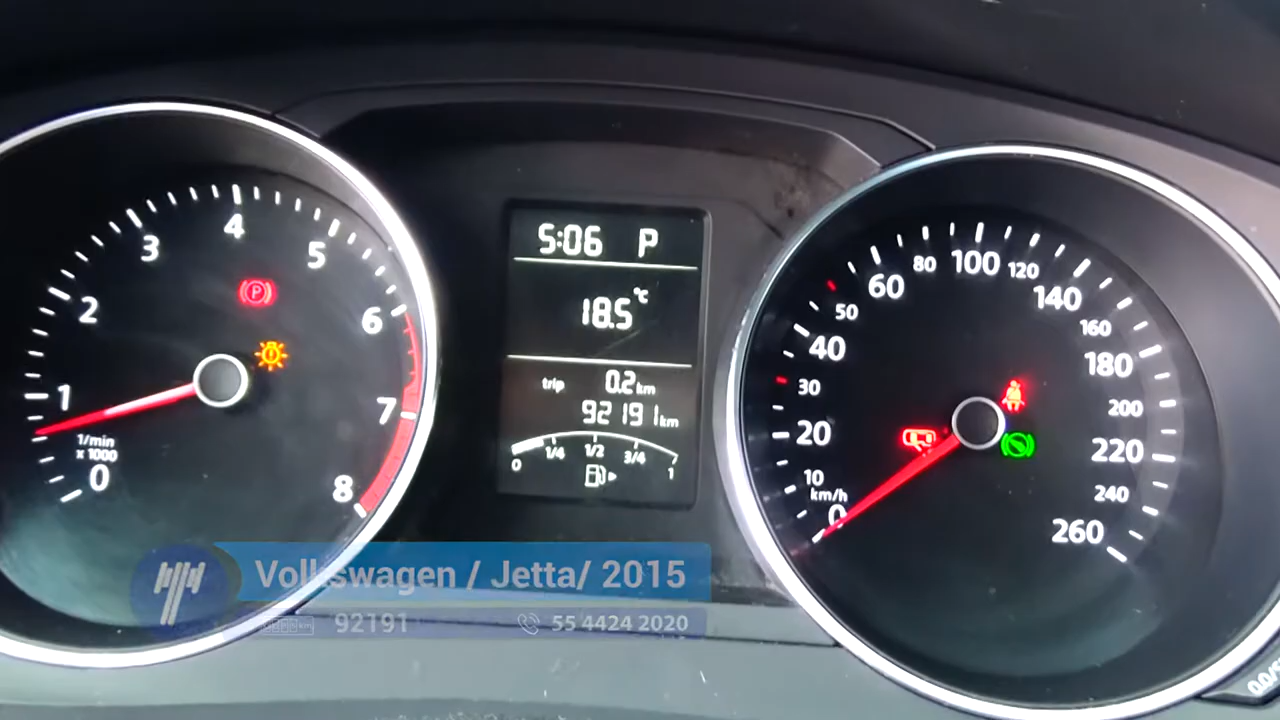 0
1
2
3
4
5
6
7
8
1/min
x 1000
P
5:06 P
18.5°C
trip 0.2 km
92191 km
0 1/4 1/2 3/4 1
0
10
20
30
40
50
60
80
100
120
140
160
180
200
220
240
260
km/h
Volkswagen / Jetta/ 2015
92191 55 4424 2020